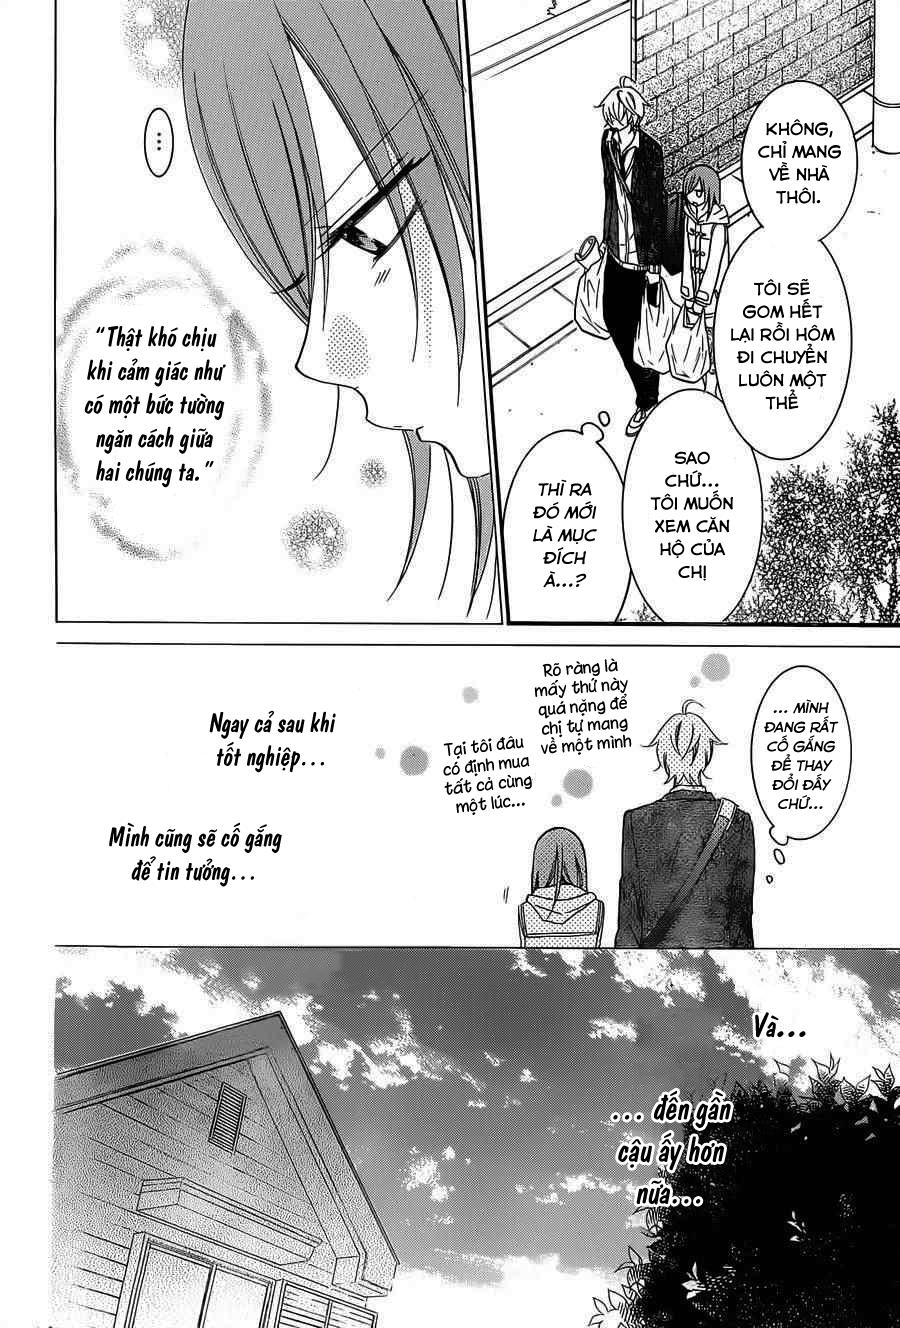 KHÔNG,
CHỈ MANG
VỀ NHÀ
THÔI.
TÔI SẼ
GOM HẾT
LẠI RỒI HÔM
ĐI CHUYỂN
LUÔN MỘT
THỂ
SAO
CHỨ...
TÔI MUỐN
XEM CĂN
HỘ CỦA
CHỊ
THÌ RA
ĐÓ MỚI
LÀ MỤC
ĐÍCH
À...?
...
“Thật khó chịu
khi cảm giác như
có một bức tường
ngăn cách giữa
hai chúng ta.”
... MÌNH
ĐANG RẤT
CỐ GẮNG
ĐỂ THAY
ĐỔI ĐẤY
CHỨ...
Rõ ràng là
mấy thứ này
quá nặng để
chị tự mang
về một mình
Tại tôi đâu
có định mua
tất cả cùng
một lúc...
Ngay cả sau khi
tốt nghiệp...
Mình cũng sẽ cố gắng
để tin tưởng...
Và...
... đến gần
cậu ấy hơn
nữa...